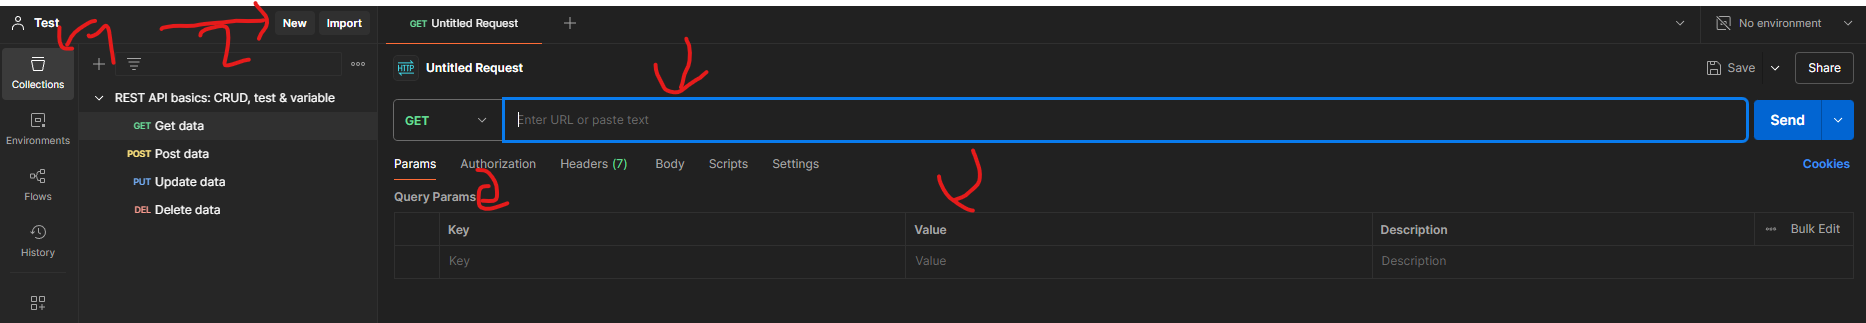 Test
New
Import
GET Untitled Request
No environment
Collections
HTTP
Untitled Request
Save
Share
REST API basics: CRUD, test & variable
GET Get data
POST Post data
PUT Update data
DEL Delete data
Environments
Flows
History
GET
Enter URL or paste text
Send
Params
Authorization
Headers (7)
Body
Scripts
Settings
Cookies
Query Params
Key
Value
Description
Bulk Edit
Key
Value
Description
2